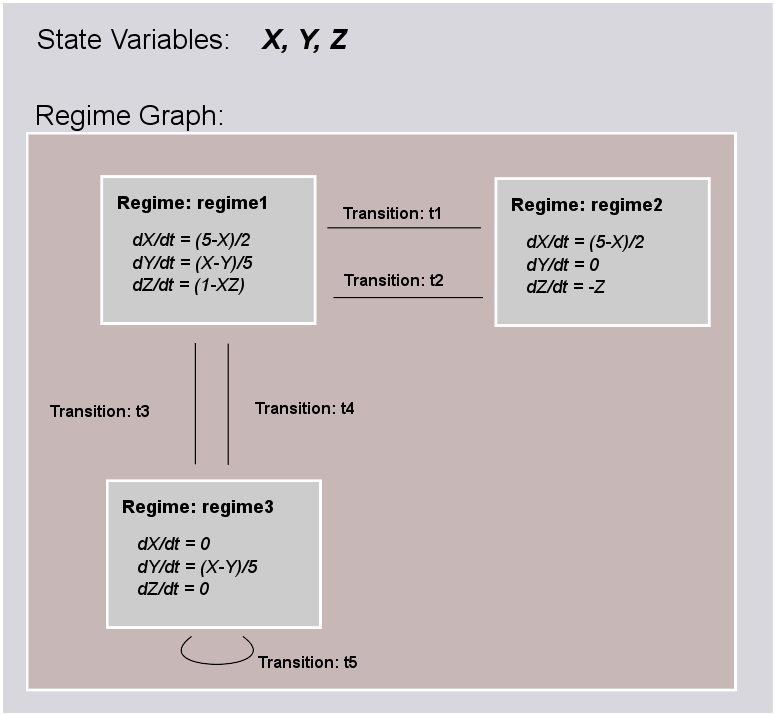 State Variables: X, Y, Z
Regime Graph:
Regime: regime1
dX/dt = (5-X)/2
dY/dt = (X-Y)/5
dZ/dt = (1-XZ)
Transition: t1
Transition: t2
Regime: regime2
dX/dt = (5-X)/2
dY/dt = 0
dZ/dt = -Z
Transition: t3
Transition: t4
Regime: regime3
dX/dt = 0
dY/dt = (X-Y)/5
dZ/dt = 0
Transition: t5